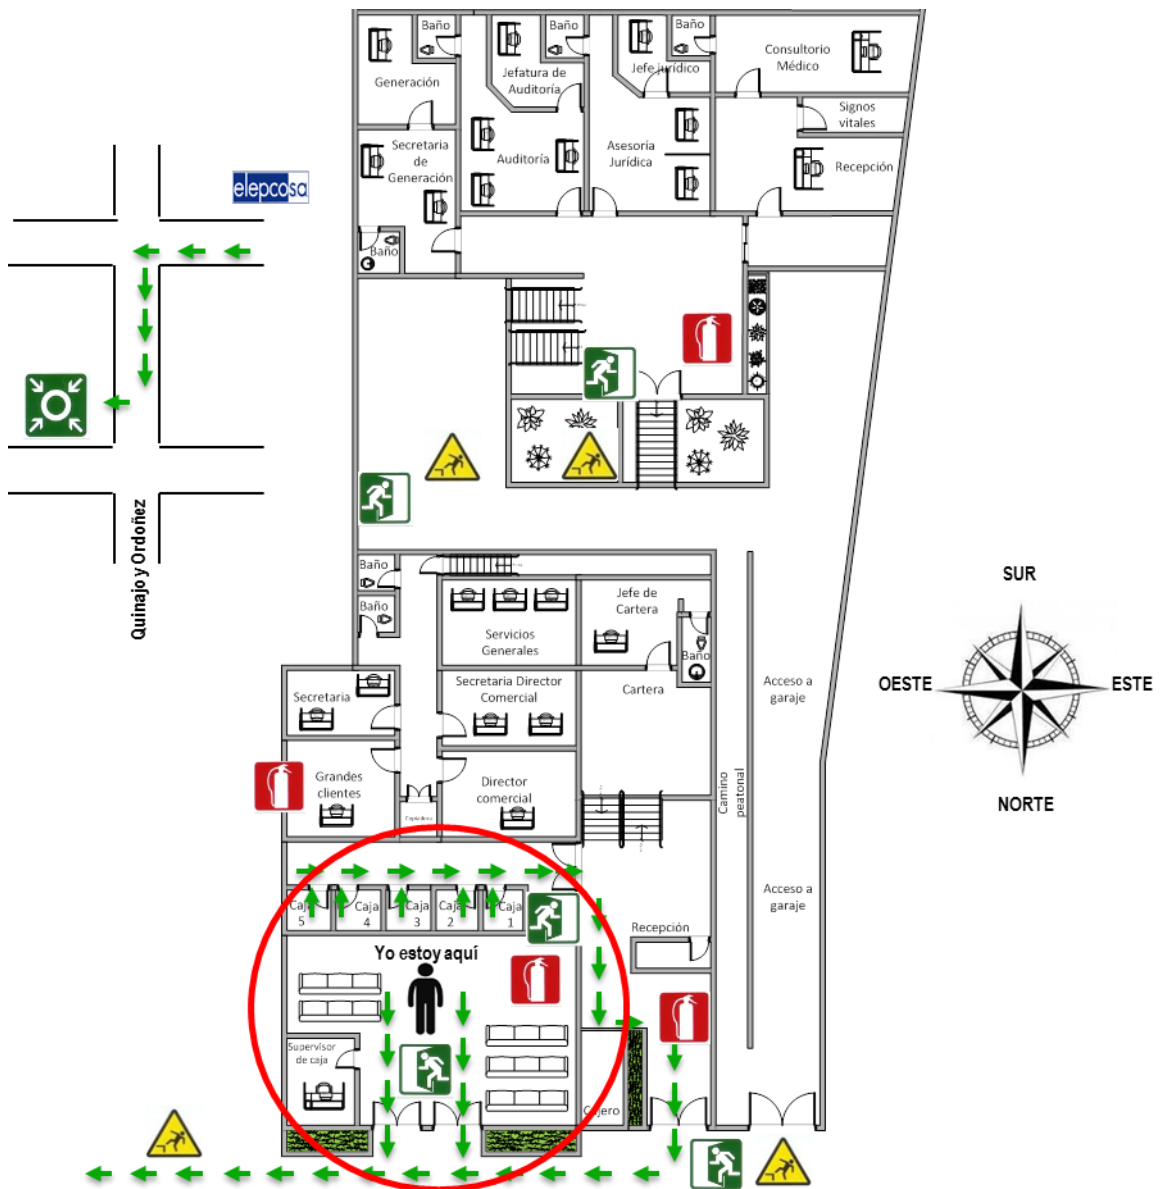 Baño
Baño
Baño
Generación
Jefatura de
Auditoría
Jefe jurídico
Consultorio
Médico
Signos
vitales
Secretaria
de
Generación
Auditoría
Asesoría
Jurídica
Recepción
elepcosa
Baño
Quinajo y Ordoñez
Baño
Baño
Servicios
Generales
Jefe de
Cartera
Baño
Secretaria
Secretaria Director
Comercial
Cartera
Acceso a
garaje
SUR
OESTE
ESTE
NORTE
Grandes
clientes
Copiadora
Director
comercial
Camino
peatonal
Caja
5
Caja
4
Caja
3
Caja
2
Caja
1
Recepción
Acceso a
garaje
Yo estoy aquí
Supervisor
de caja
Cajero